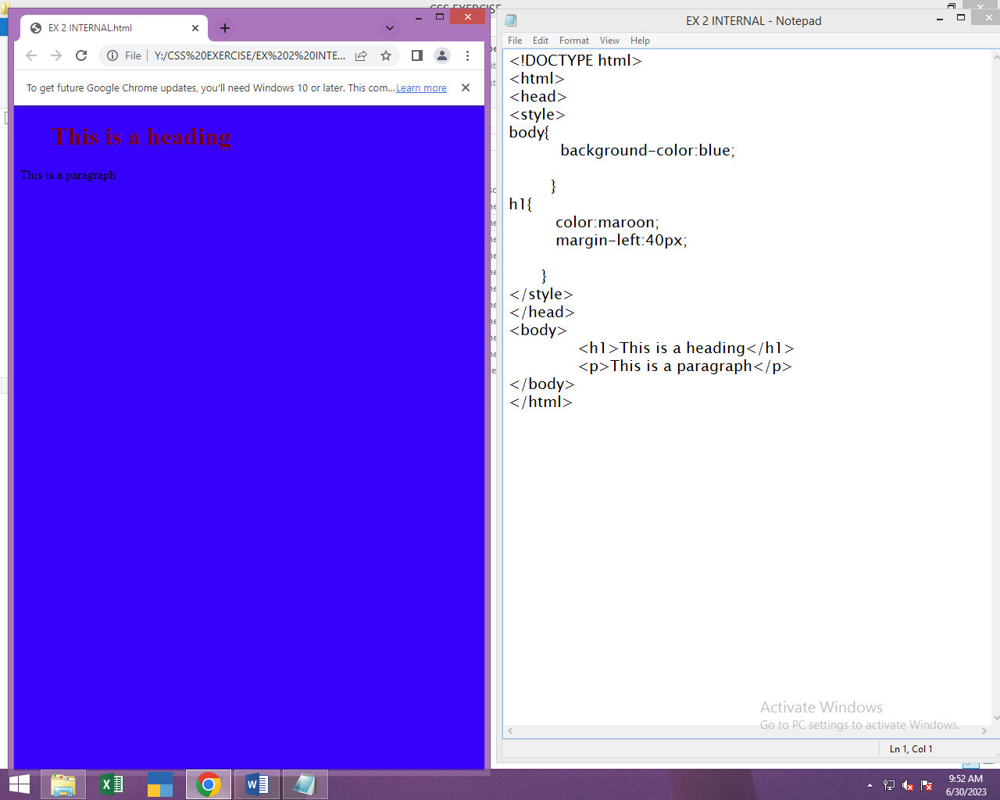 CSS EXERCISE
EX 2 INTERNAL.html
File
Y:/CSS%20EXERCISE/EX%202%20INTE...
To get future Google Chrome updates, you'll need Windows 10 or later. This com... Learn more
This is a heading
This is a paragraph
EX 2 INTERNAL - Notepad
File Edit Format View Help
<!DOCTYPE html>
<html>
<head>
<style>
body{
background-color:blue;
}
h1{
color:maroon;
margin-left:40px;
}
</style>
</head>
<body>
<h1>This is a heading</h1>
<p>This is a paragraph</p>
</body>
</html>
Activate Windows
Go to PC settings to activate Windows.
Ln 1, Col 1
9:52 AM
6/30/2023